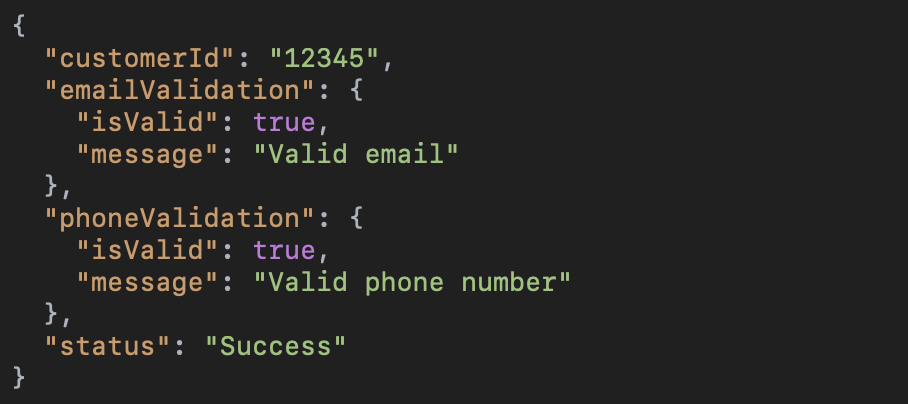 {
  "customerId": "12345",
  "emailValidation": {
    "isValid": true,
    "message": "Valid email"
  },
  "phoneValidation": {
    "isValid": true,
    "message": "Valid phone number"
  },
  "status": "Success"
}